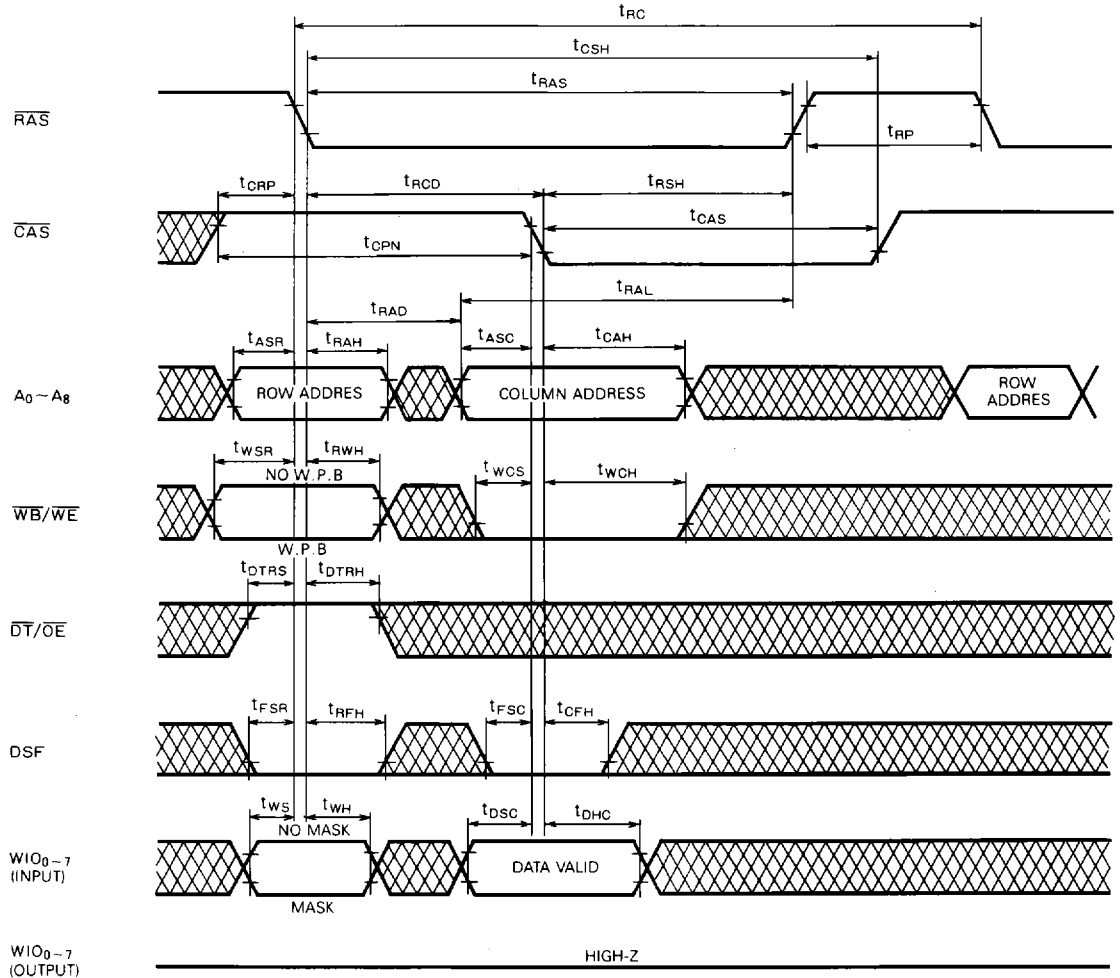 tRC
tCSH
tRAS
RAS
tRP
tCRP tRCD tRSH
CAS
tCAS
tCPN
tRAL
tRAD
tASR tRAH tASC tCAH
A0~A8 ROW ADDRES COLUMN ADDRESS ROW ADDRES
tWSR tRWH tWCS tWCH
NO W.P.B
WB/WE
W.P.B
tDTRS tDTRH
DT/OE
tFSR tRFH tFSC tCFH
DSF
tWS tWH tDSC tDHC
NO MASK
WIO0~7 (INPUT) DATA VALID
MASK
WIO0~7 (OUTPUT) HIGH-Z